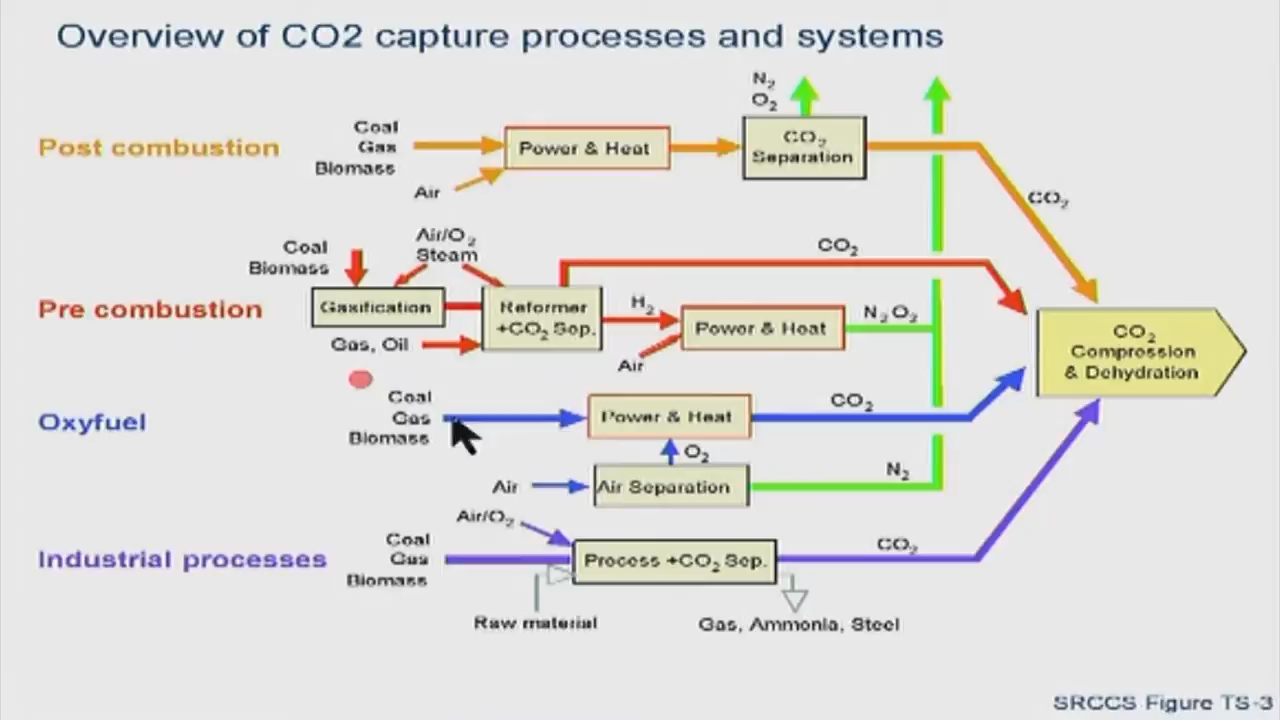 Overview of CO2 capture processes and systems
N₂
O₂
Post combustion
Coal
Gas
Biomass
Air
Power & Heat
CO₂
Separation
CO₂
Pre combustion
Coal
Biomass
Air/O₂
Steam
Gasification
Gas, Oil
Reformer
+CO₂ Sep.
CO₂
H₂
Air
Power & Heat
N₂ O₂
CO₂
Compression
& Dehydration
Oxyfuel
Coal
Gas
Biomass
Power & Heat
CO₂
O₂
Air
Air Separation
N₂
Industrial processes
Coal
Gas
Biomass
Air/O₂
Process +CO₂ Sep.
CO₂
Raw material
Gas, Ammonia, Steel
SRCCS Figure TS-3